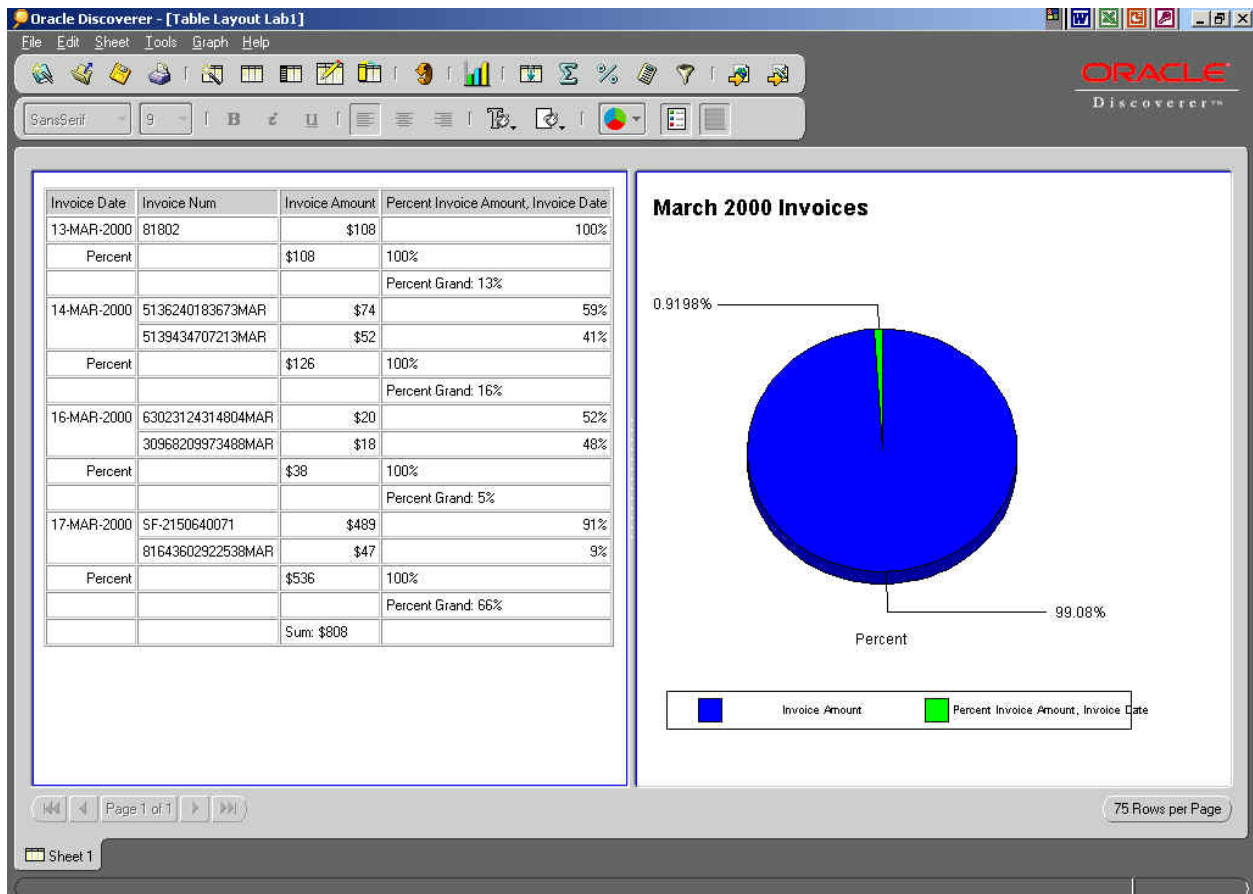 Oracle Discoverer - [Table Layout Lab1]
File Edit Sheet Tools Graph Help
ORACLE
Discoverer™
SansSerif 9 B i U
Invoice Date Invoice Num Invoice Amount Percent Invoice Amount, Invoice Date
13-MAR-2000 81802 $108 100%
Percent $108 100%
Percent Grand: 13%
14-MAR-2000 5136240183673MAR $74 59%
5139434707213MAR $52 41%
Percent $126 100%
Percent Grand: 16%
16-MAR-2000 63023124314804MAR $20 52%
30968209973488MAR $18 48%
Percent $38 100%
Percent Grand: 5%
17-MAR-2000 SF-2150640071 $489 91%
81643602922538MAR $47 9%
Percent $536 100%
Percent Grand: 66%
Sum: $808
March 2000 Invoices
0.9198%
99.08%
Percent
Invoice Amount Percent Invoice Amount, Invoice Date
Page 1 of 1
75 Rows per Page
Sheet 1